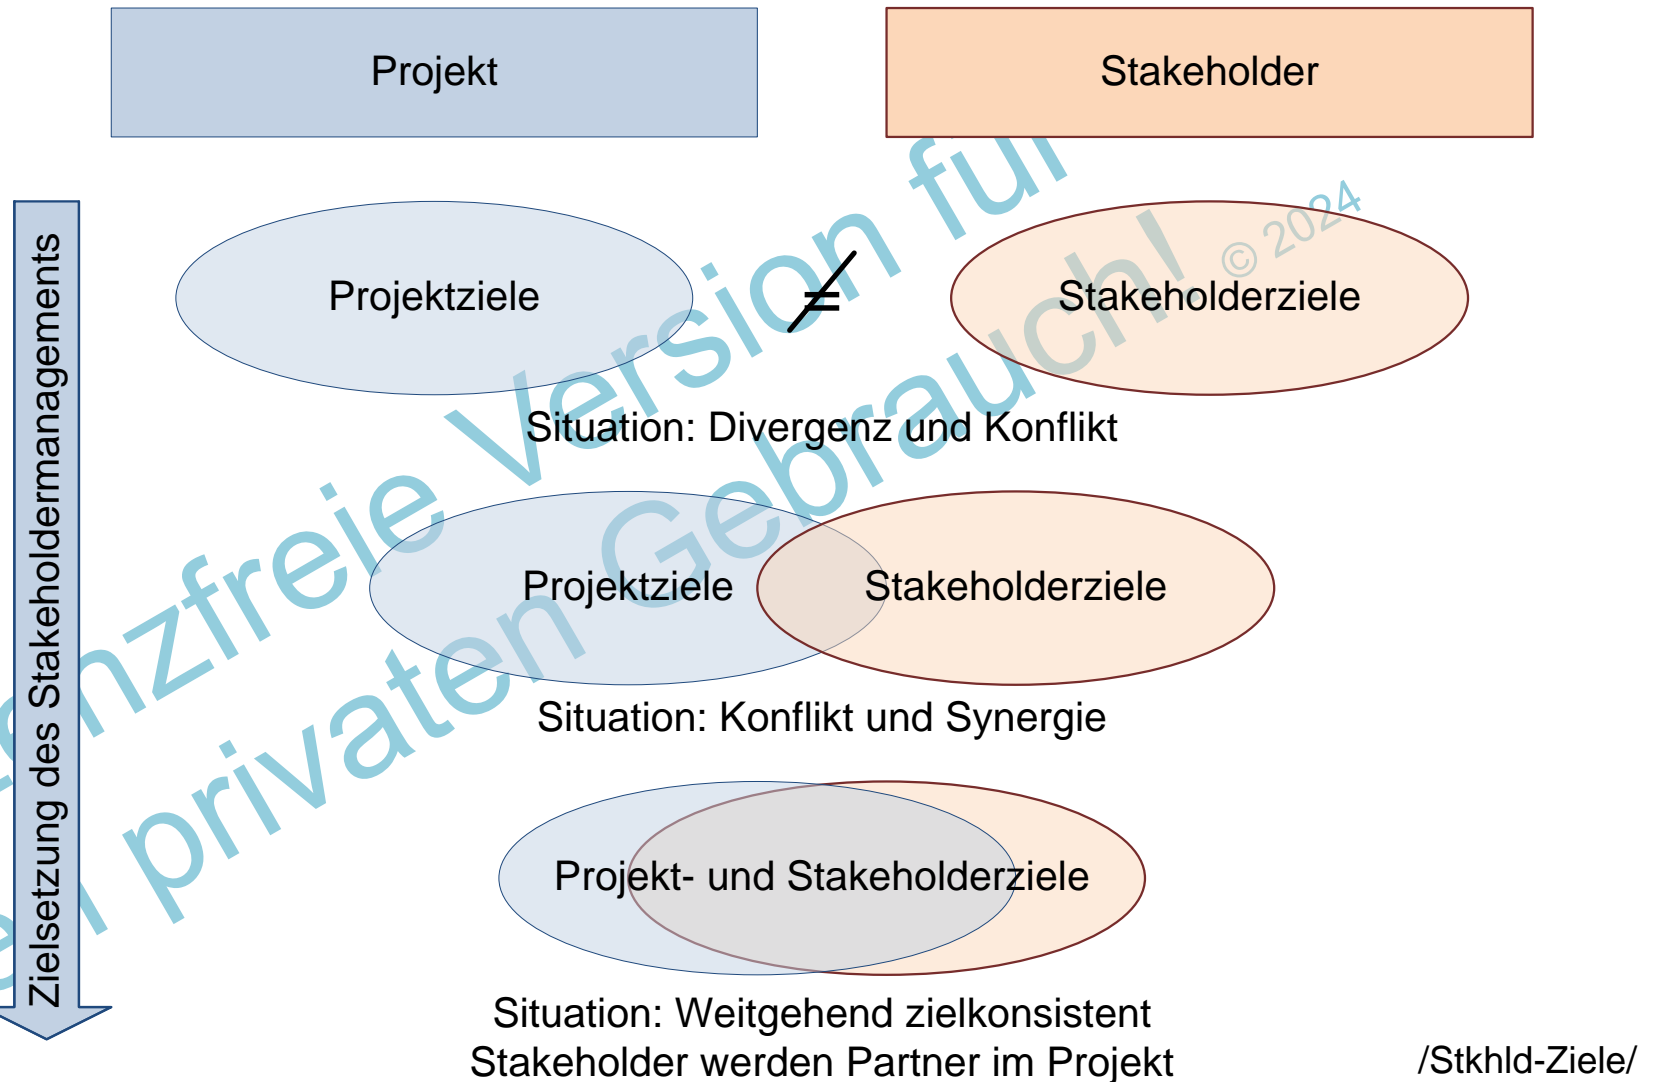 Projekt
Stakeholder
Zielsetzung des Stakeholdermanagements
Projektziele
≠
Stakeholderziele
Situation: Divergenz und Konflikt
Projektziele
Stakeholderziele
Situation: Konflikt und Synergie
Projekt- und Stakeholderziele
Situation: Weitgehend zielkonsistent
Stakeholder werden Partner im Projekt
/Stkhld-Ziele/
nzfreie Version für
privaten Gebrauch! © 2024